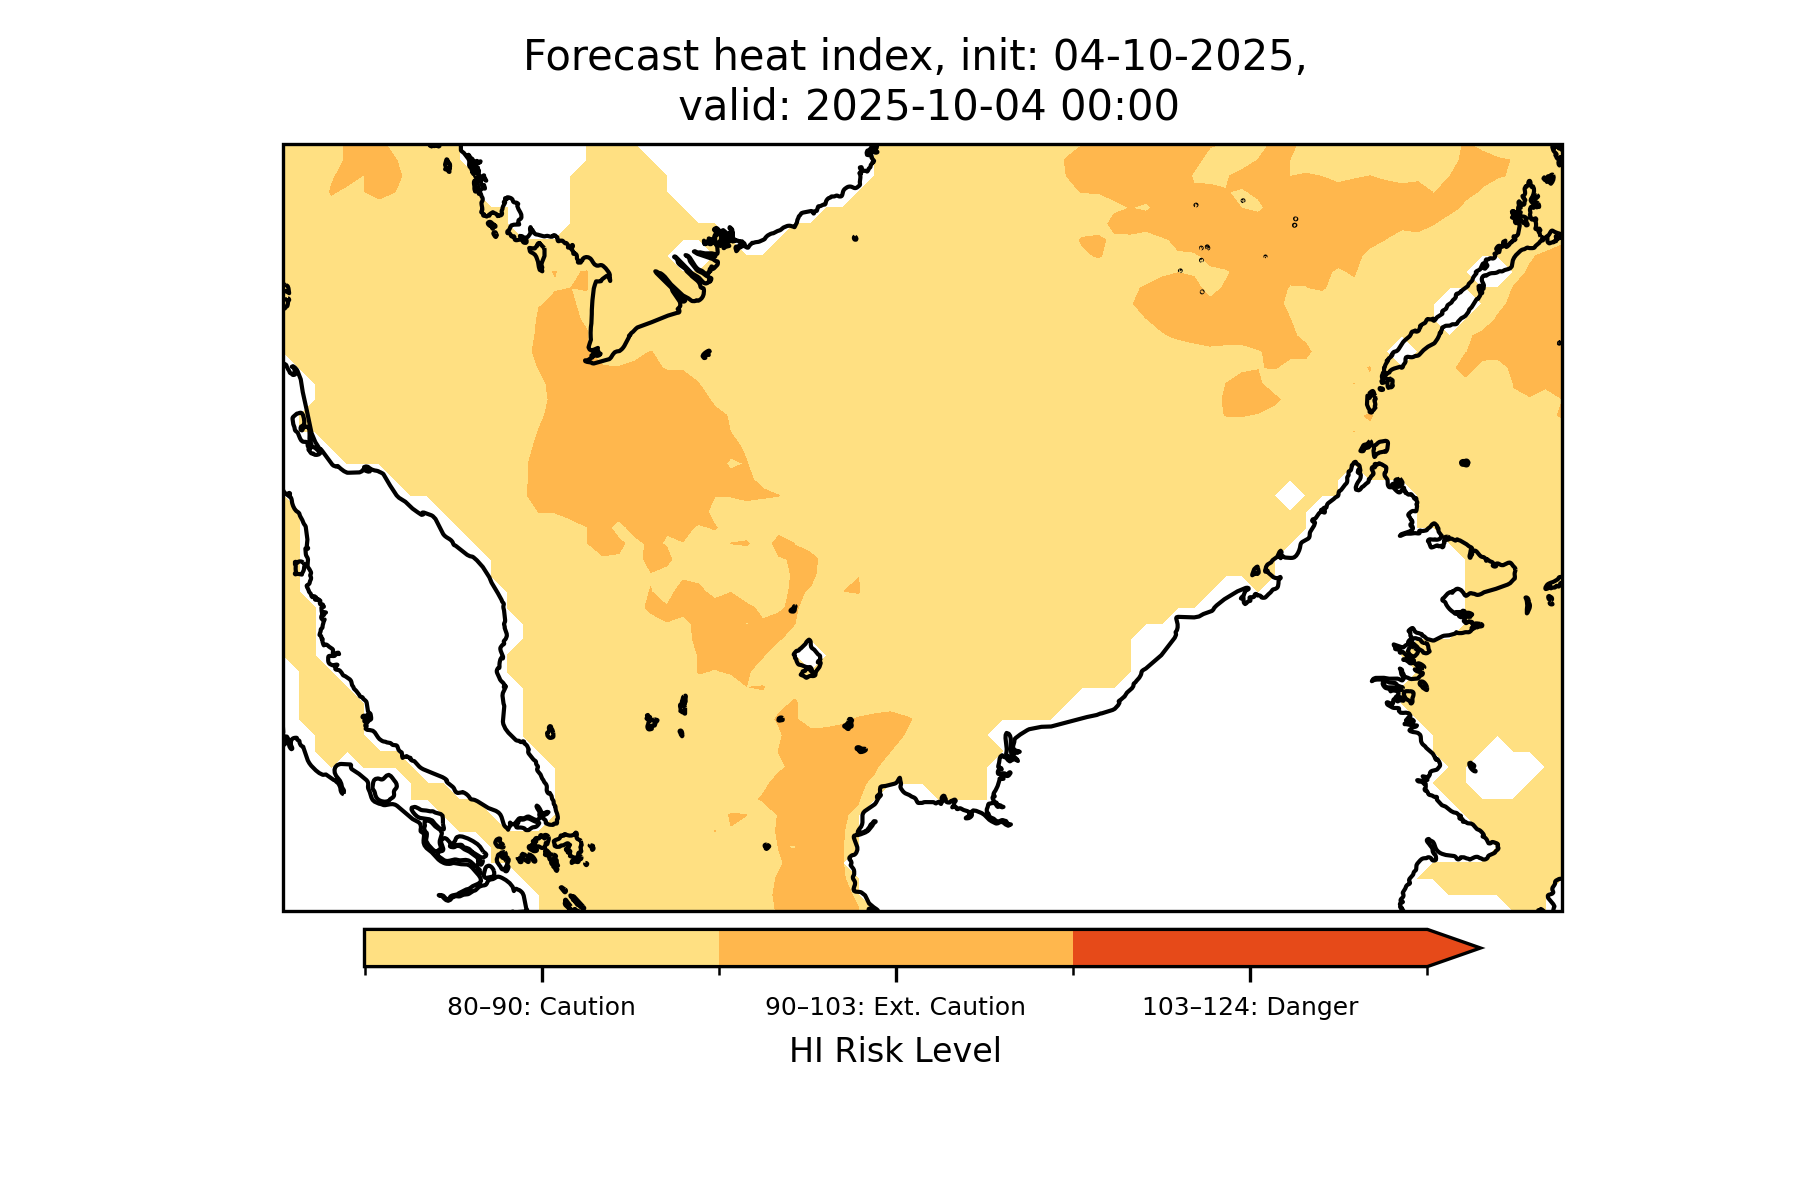 Forecast heat index, init: 04-10-2025,
valid: 2025-10-04 00:00
80–90: Caution
90–103: Ext. Caution
103–124: Danger
HI Risk Level